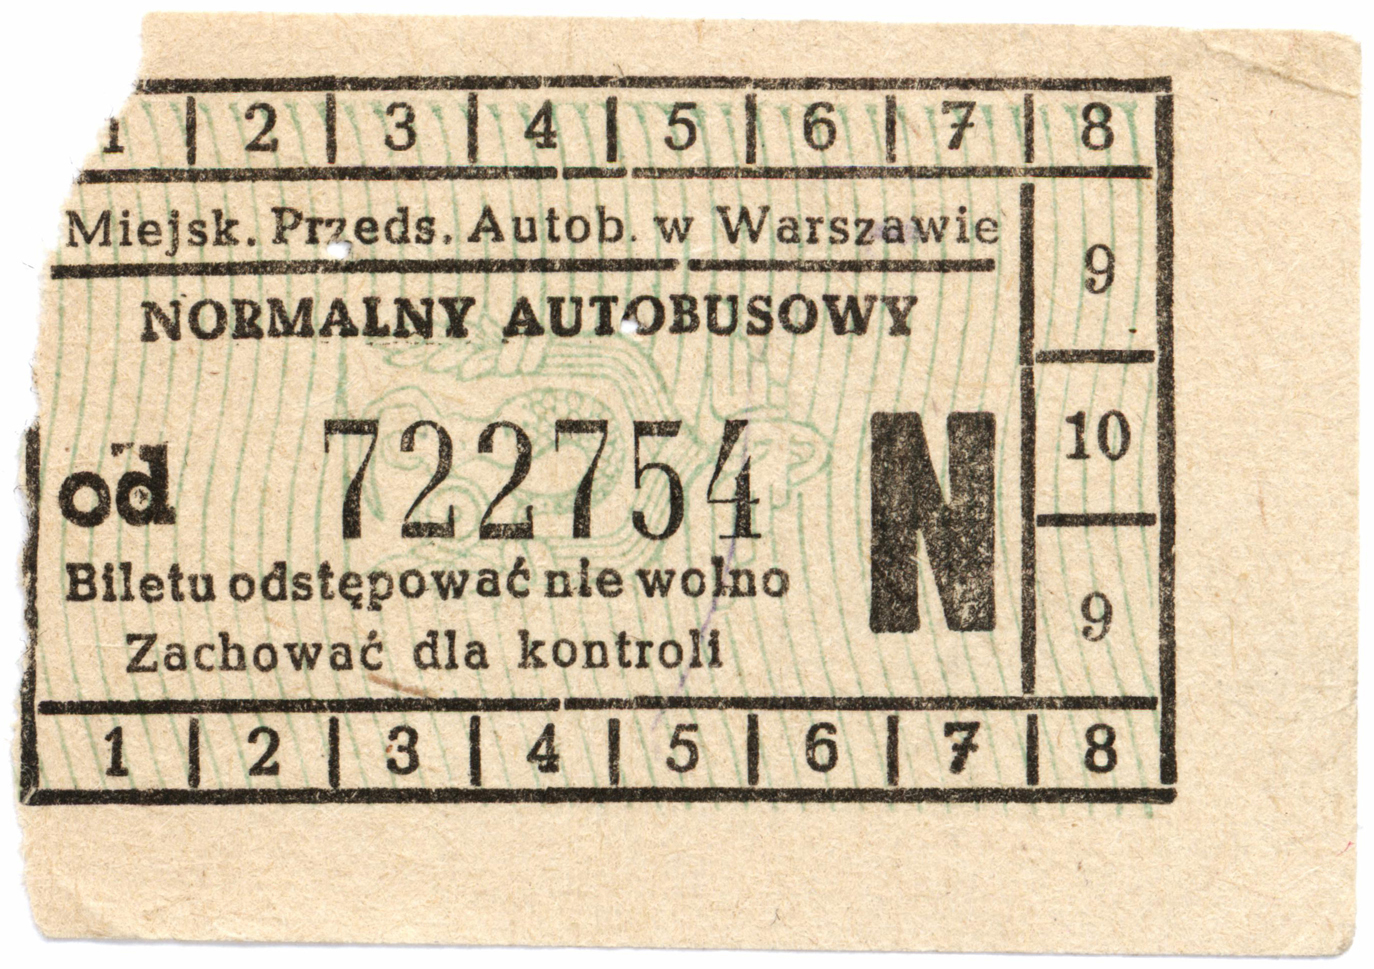 1 2 3 4 5 6 7 8
Miejsk. Przeds. Autob. w Warszawie
9
NORMALNY AUTOBUSOWY
od 722754 N
10
Biletu odstępować nie wolno
9
Zachować dla kontroli
1 2 3 4 5 6 7 8